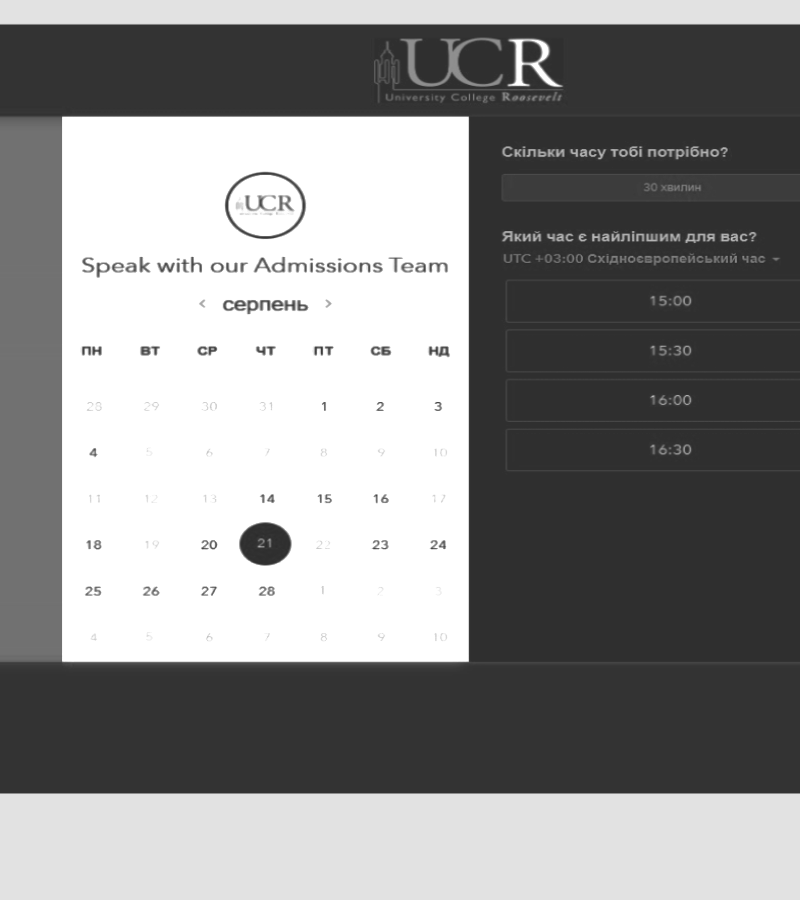 UCR
University College Roosevelt
UCR
Speak with our Admissions Team
< серпень >
ПН ВТ СР ЧТ ПТ СБ НД
28 29 30 31 1 2 3
4 5 6 7 8 9 10
11 12 13 14 15 16 17
18 19 20 21 22 23 24
25 26 27 28 1 2 3
4 5 6 7 8 9 10
Скільки часу тобі потрібно?
30 хвилин
Який час є найліпшим для вас?
UTC +03:00 Східноєвропейський час
15:00
15:30
16:00
16:30